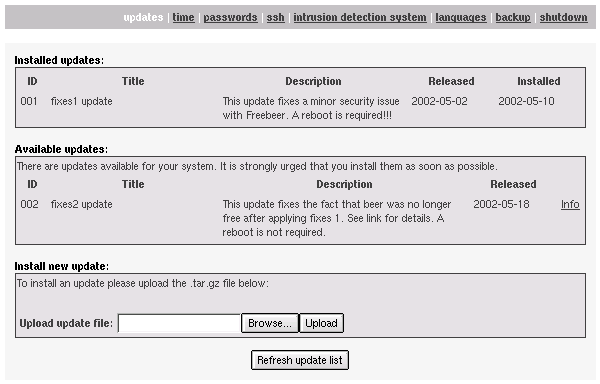 updates | time | passwords | ssh | intrusion detection system | languages | backup | shutdown
Installed updates:
ID Title Description Released Installed
001 fixes1 update This update fixes a minor security issue 2002-05-02 2002-05-10
with Freebeer. A reboot is required!!!
Available updates:
There are updates available for your system. It is strongly urged that you install them as soon as possible.
ID Title Description Released
002 fixes2 update This update fixes the fact that beer was no longer 2002-05-18 Info
free after applying fixes 1. See link for details. A
reboot is not required.
Install new update:
To install an update please upload the .tar.gz file below:
Upload update file: Browse... Upload
Refresh update list